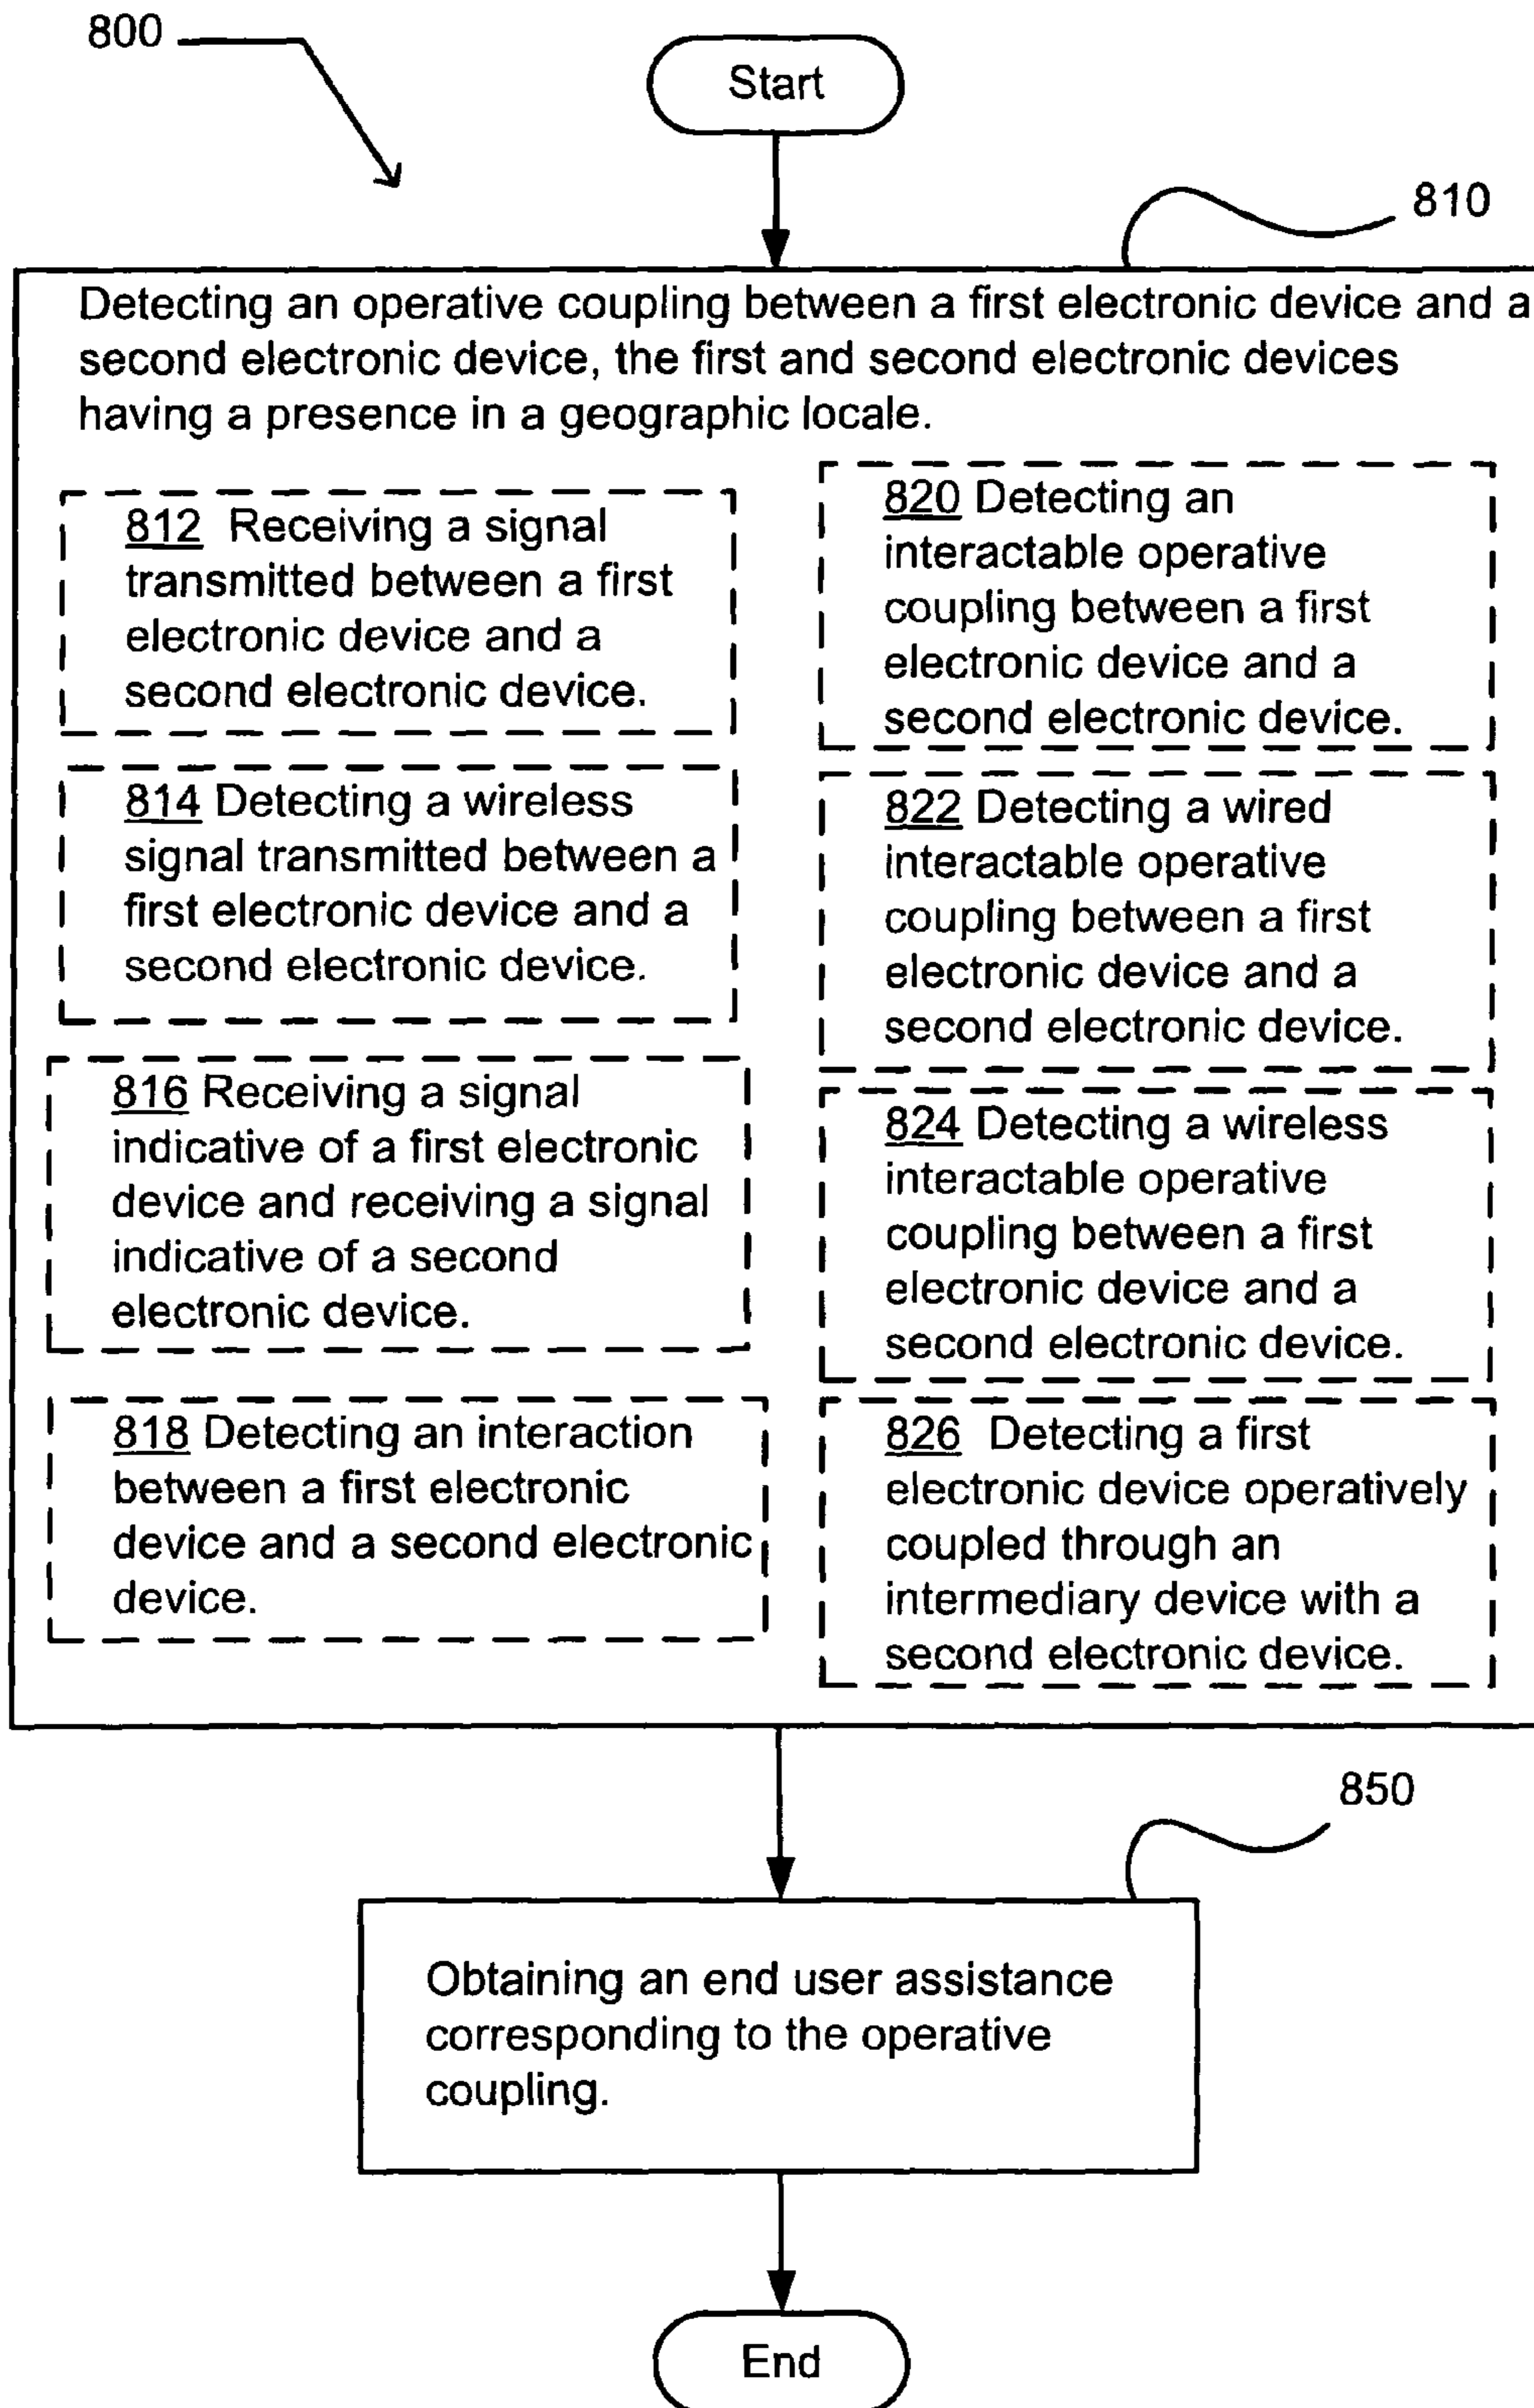 800
Start
810
Detecting an operative coupling between a first electronic device and a
second electronic device, the first and second electronic devices
having a presence in a geographic locale.
812 Receiving a signal
transmitted between a first
electronic device and a
second electronic device.
814 Detecting a wireless
signal transmitted between a
first electronic device and a
second electronic device.
816 Receiving a signal
indicative of a first electronic
device and receiving a signal
indicative of a second
electronic device.
818 Detecting an interaction
between a first electronic
device and a second electronic
device.
820 Detecting an
interactable operative
coupling between a first
electronic device and a
second electronic device.
822 Detecting a wired
interactable operative
coupling between a first
electronic device and a
second electronic device.
824 Detecting a wireless
interactable operative
coupling between a first
electronic device and a
second electronic device.
826 Detecting a first
electronic device operatively
coupled through an
intermediary device with a
second electronic device.
850
Obtaining an end user assistance
corresponding to the operative
coupling.
End